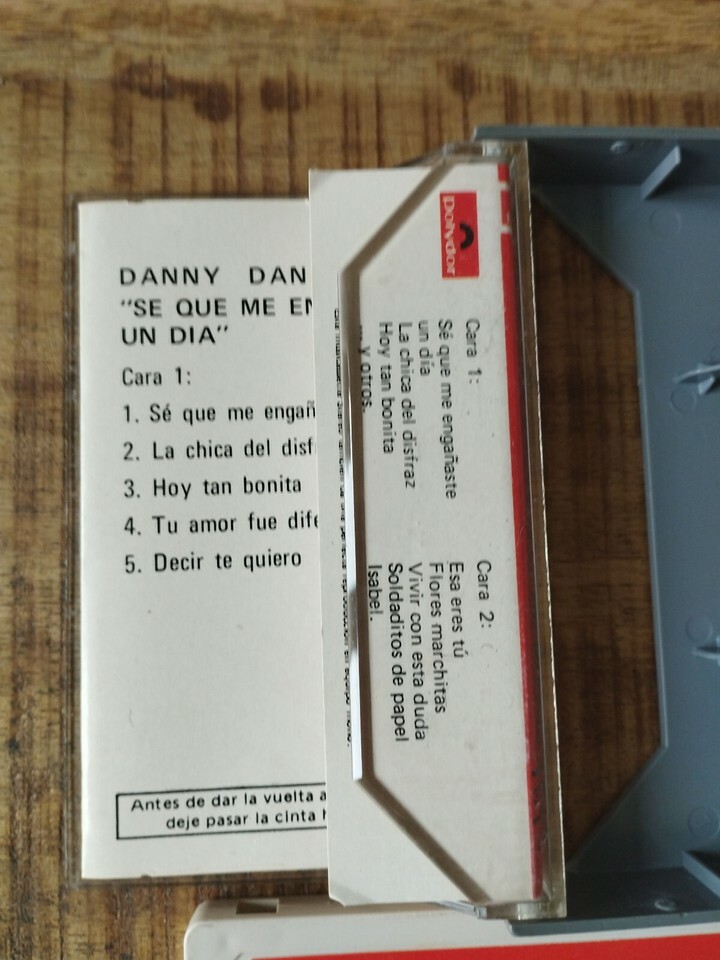 DANNY DAN
"SE QUE ME EN
UN DIA"
Cara 1:
1. Sé que me engañ
2. La chica del disf
3. Hoy tan bonita
4. Tu amor fue dife
5. Decir te quiero
Antes de dar la vuelta a
deje pasar la cinta h
Polydor
Cara 1:
Sé que me engañaste
un día
La chica del disfraz
Hoy tan bonita
y otros.
Cara 2:
Esa eres tú
Flores marchitas
Vivir con esta duda
Soldaditos de papel
Isabel.